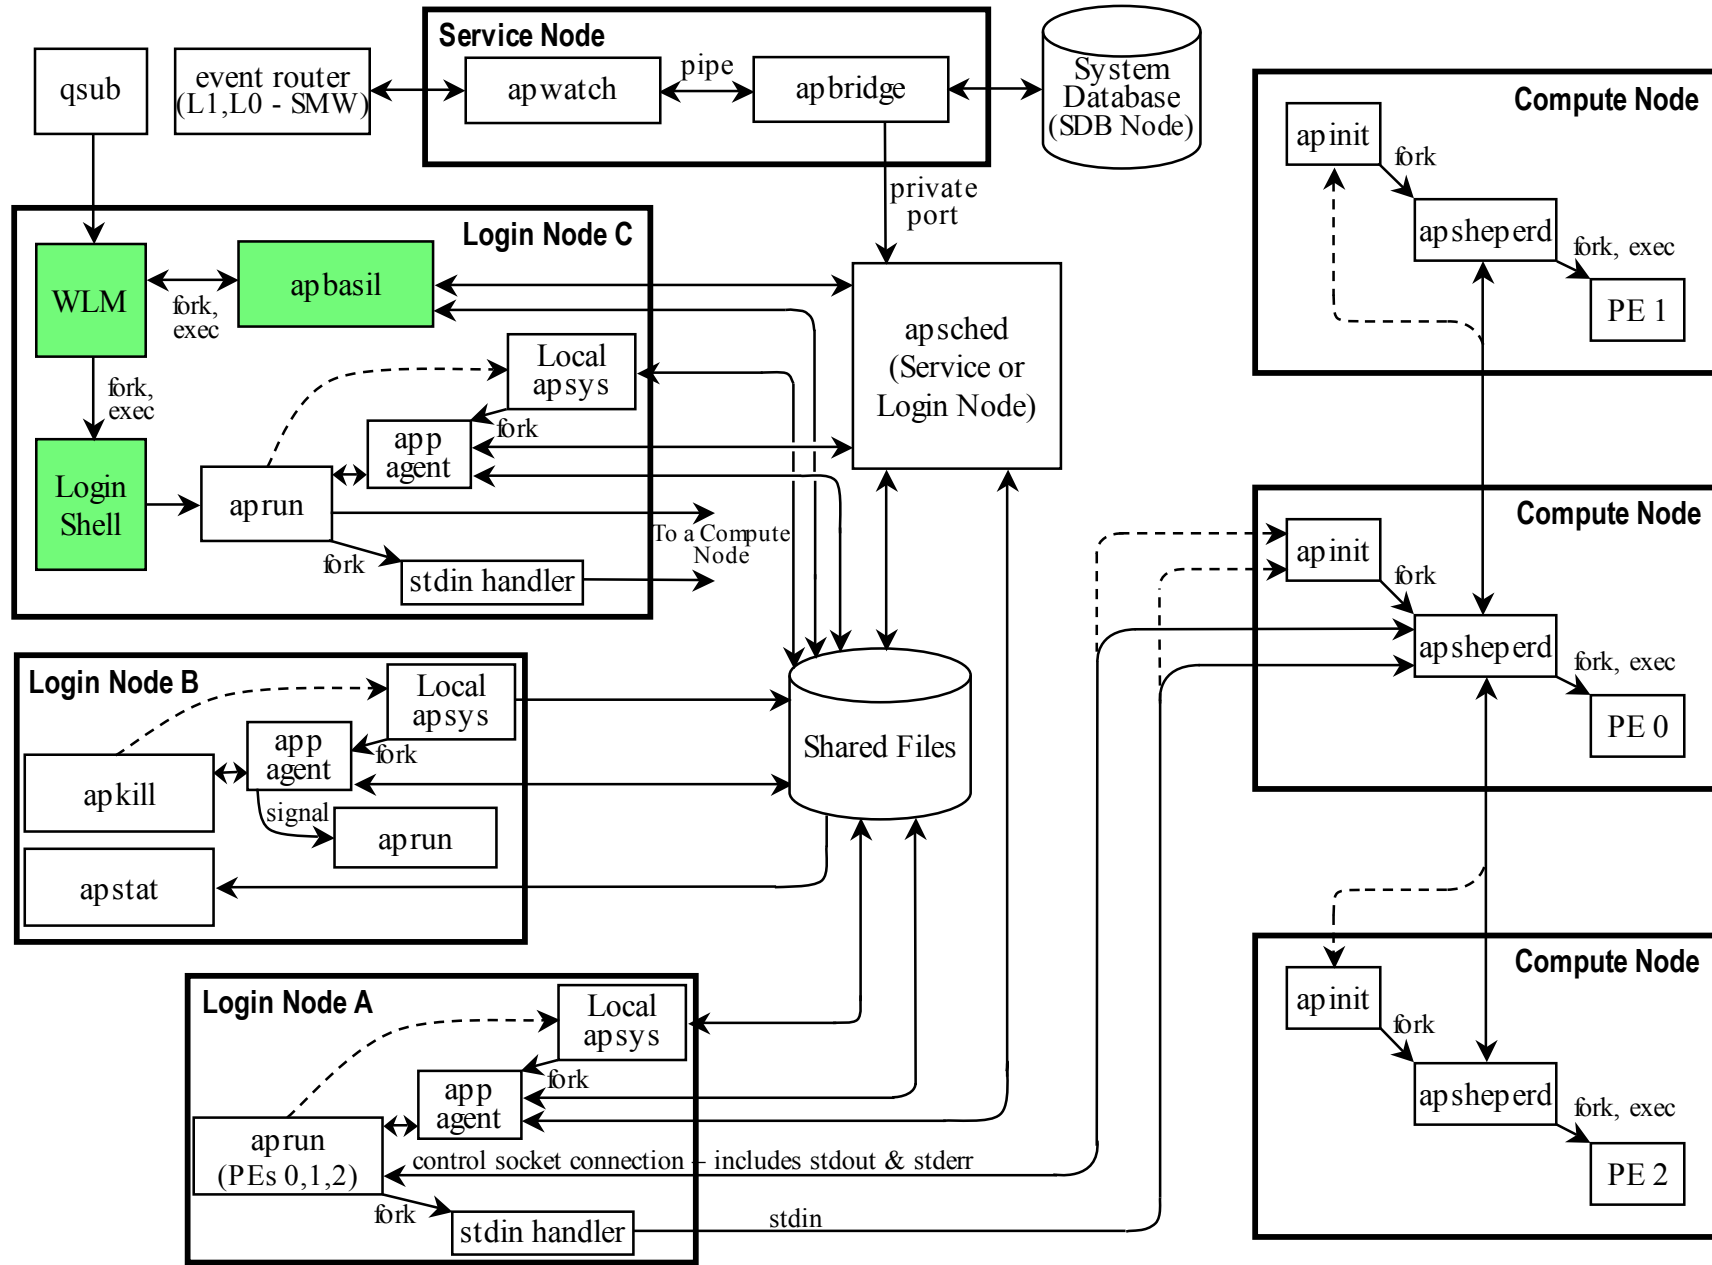 Service Node
qsub
event router
(L1,L0 - SMW)
apwatch
pipe
apbridge
System
Database
(SDB Node)
private
port
Login Node C
WLM
fork,
exec
apbasil
fork,
exec
Login
Shell
Local
apsys
fork
app
agent
aprun
fork
stdin handler
To a Compute
Node
apsched
(Service or
Login Node)
Login Node B
Local
apsys
fork
app
agent
apkill
signal
aprun
apstat
Shared Files
Login Node A
Local
apsys
fork
app
agent
aprun
(PEs 0,1,2)
control socket connection – includes stdout & stderr
fork
stdin handler
stdin
Compute Node
apinit
fork
apsheperd
fork, exec
PE 1
Compute Node
apinit
fork
apsheperd
fork, exec
PE 0
Compute Node
apinit
fork
apsheperd
fork, exec
PE 2